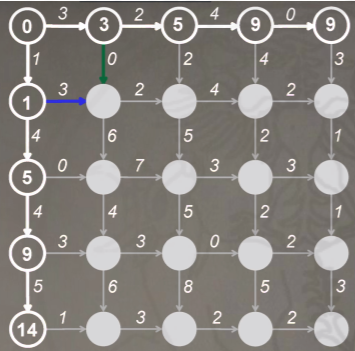 3 2 4 0
0 3 5 9 9
1 0 2 4 3
1 3 2 4 2
4 6 5 2 1
5 0 7 3 3
4 4 5 2 1
9 3 3 0 2
5 6 8 5 3
14 1 3 2 2